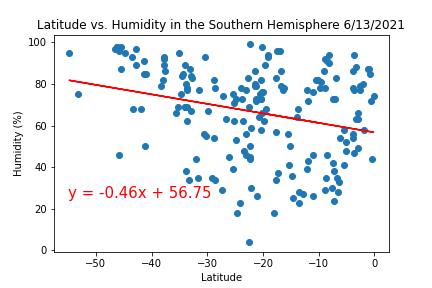 Latitude vs. Humidity in the Southern Hemisphere 6/13/2021
100
80
60
40
20
0
Humidity (%)
y = -0.46x + 56.75
−50 −40 −30 −20 −10 0
Latitude